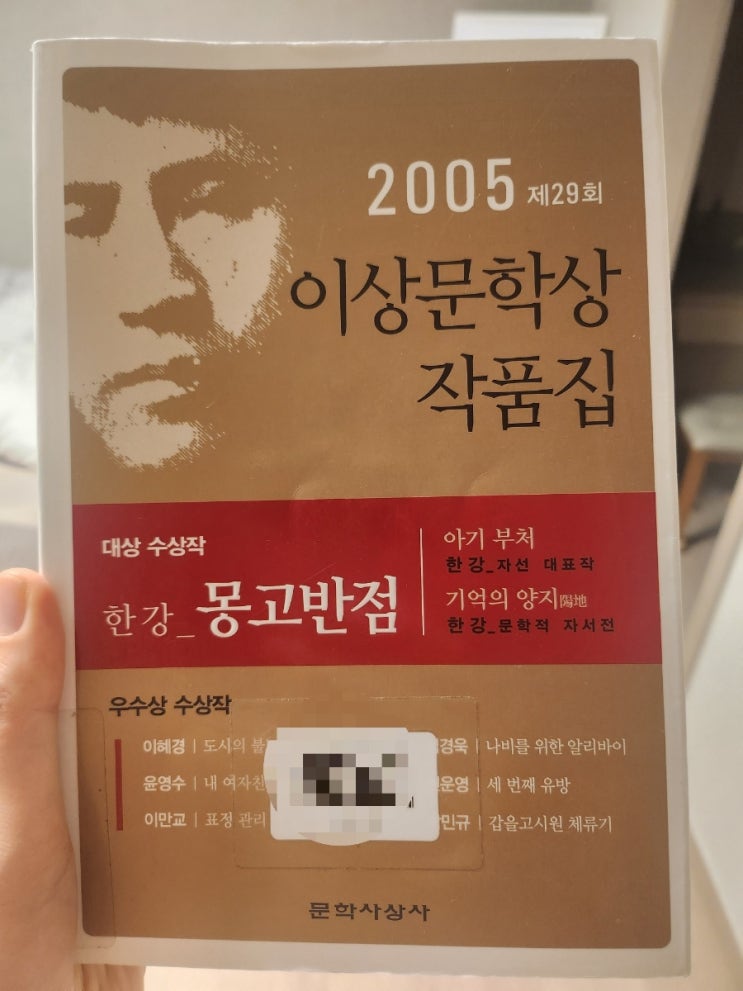 2005 제29회
이상문학상
작품집
대상 수상작
한강_몽고반점
아기 부처
한강_자선 대표작
기억의 양지陽地
한강_문학적 자서전
우수상 수상작
이혜경 | 도시의
윤영수 | 내
이만교 | 표정 관리
경욱 | 나비를 위한 알리바이
운영 | 세 번째 유방
민규 | 갑을고시원 체류기
문학사상사